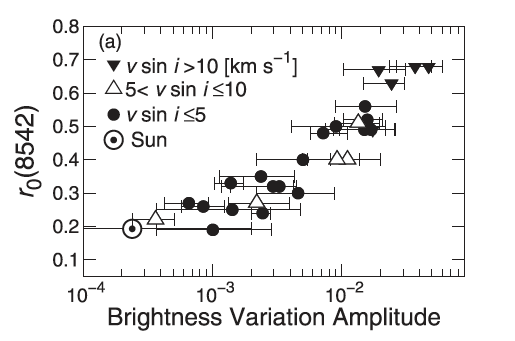 0.8
0.7
0.6
0.5
0.4
0.3
0.2
0.1
r₀(8542)
(a)
▼ v sin i >10 [km s⁻¹]
△ 5< v sin i ≤10
● v sin i ≤5
☉ Sun
10⁻⁴
10⁻³
10⁻²
Brightness Variation Amplitude